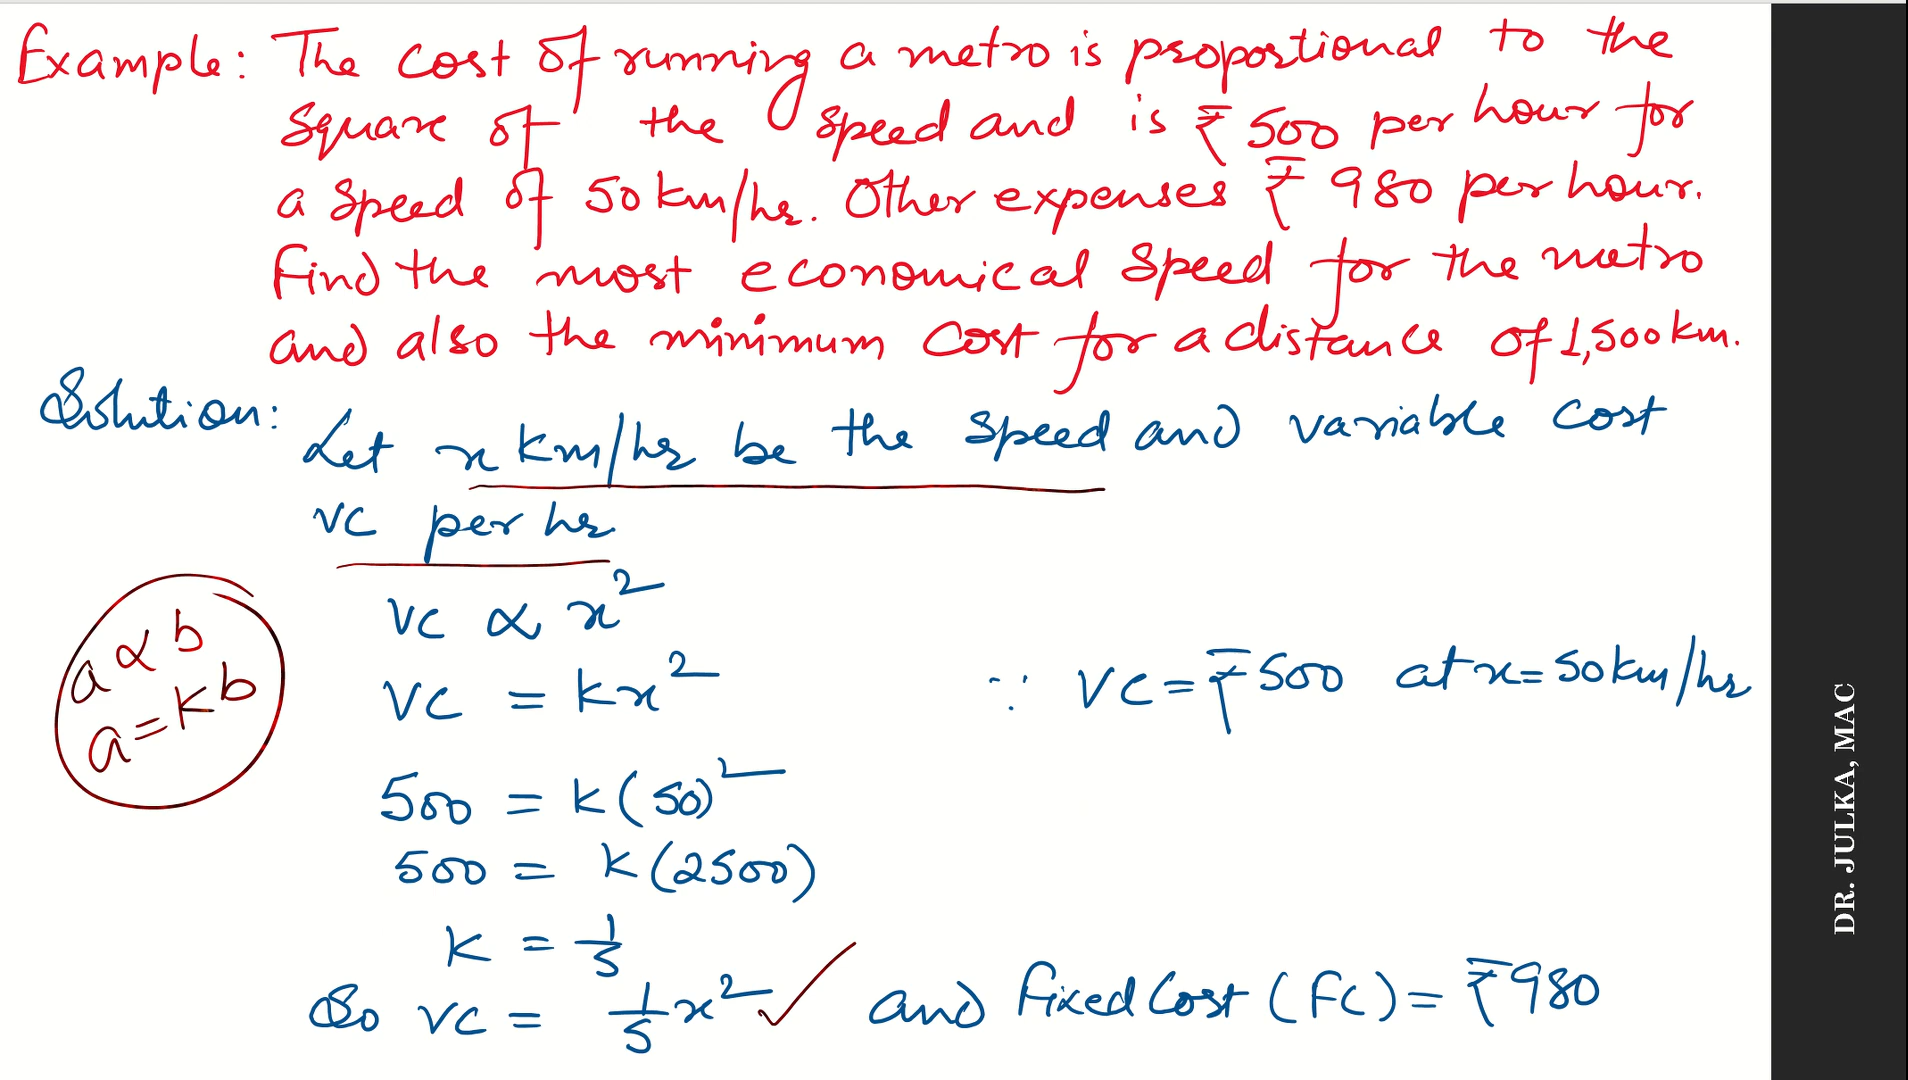 Example: The cost of running a metro is proportional to the
square of the speed and is ₹ 500 per hour for
a speed of 50 km/hr. Other expenses ₹ 980 per hour.
Find the most economical speed for the metro
and also the minimum cost for a distance of 1,500 km.
Solution: Let x km/hr be the speed and variable cost
VC per hr
VC ∝ x²
VC = kx² ∵ VC = ₹ 500 at x = 50 km/hr
a ∝ b
a = kb
500 = k(50)²
500 = k(2500)
k = 1/5
So VC = 1/5 x² ✓ and Fixed Cost (FC) = ₹ 980
DR. JULKA, MAC